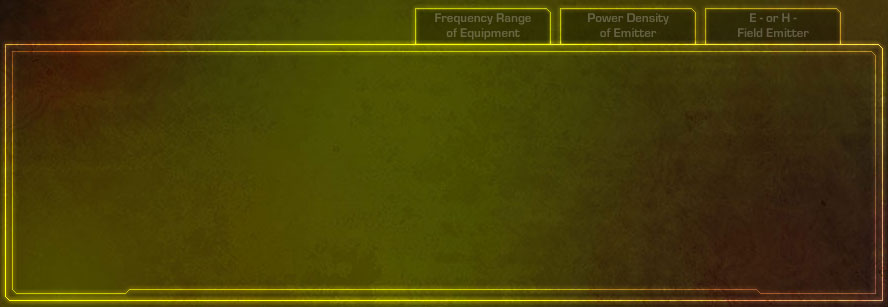 Frequency Range
of Equipment
Power Density
of Emitter
E - or H -
Field Emitter